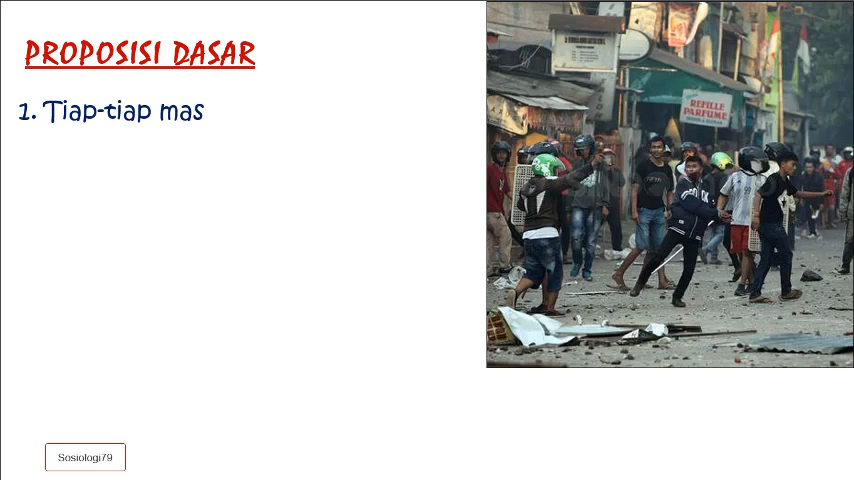 PROPOSISI DASAR
1. Tiap-tiap mas
REFILLE
PARFUME
Sosiologi79